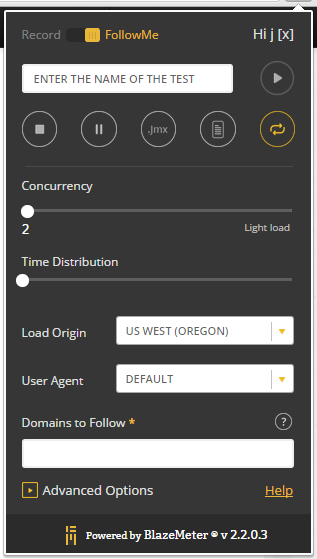 Record FollowMe Hi j [x]
ENTER THE NAME OF THE TEST
.Jmx
Concurrency
2 Light load
Time Distribution
Load Origin US WEST (OREGON)
User Agent DEFAULT
Domains to Follow * ?
Advanced Options Help
Powered by BlazeMeter ® v 2.2.0.3